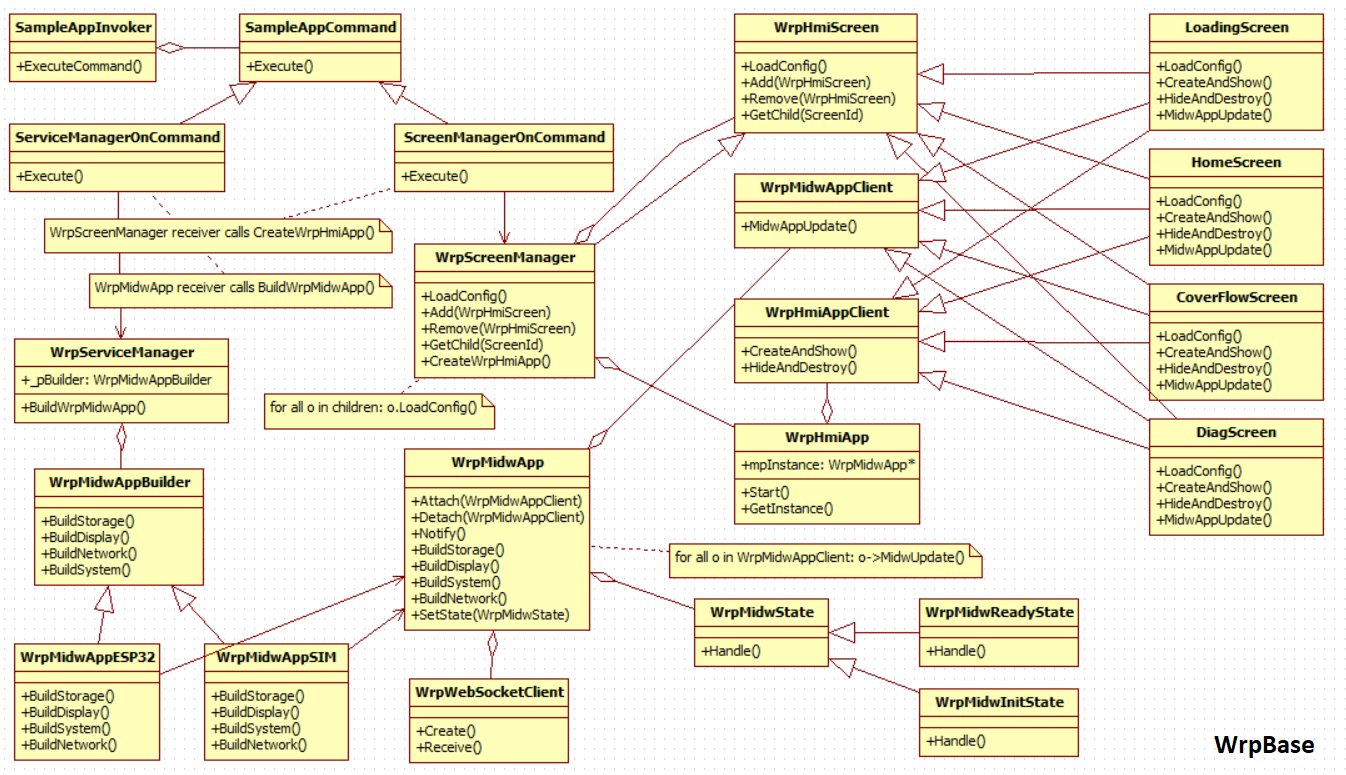 SampleAppInvoker
+ExecuteCommand()
SampleAppCommand
+Execute()
ServiceManagerOnCommand
+Execute()
ScreenManagerOnCommand
+Execute()
WrpScreenManager receiver calls CreateWrpHmiApp()
WrpMidwApp receiver calls BuildWrpMidwApp()
WrpServiceManager
+_pBuilder: WrpMidwAppBuilder
+BuildWrpMidwApp()
WrpScreenManager
+LoadConfig()
+Add(WrpHmiScreen)
+Remove(WrpHmiScreen)
+GetChild(ScreenId)
+CreateWrpHmiApp()
for all o in children: o.LoadConfig()
WrpMidwAppBuilder
+BuildStorage()
+BuildDisplay()
+BuildNetwork()
+BuildSystem()
WrpMidwAppESP32
+BuildStorage()
+BuildDisplay()
+BuildSystem()
+BuildNetwork()
WrpMidwAppSIM
+BuildStorage()
+BuildDisplay()
+BuildSystem()
+BuildNetwork()
WrpMidwApp
+Attach(WrpMidwAppClient)
+Detach(WrpMidwAppClient)
+Notify()
+BuildStorage()
+BuildDisplay()
+BuildSystem()
+BuildNetwork()
+SetState(WrpMidwState)
WrpWebSocketClient
+Create()
+Receive()
WrpHmiScreen
+LoadConfig()
+Add(WrpHmiScreen)
+Remove(WrpHmiScreen)
+GetChild(ScreenId)
WrpMidwAppClient
+MidwAppUpdate()
WrpHmiAppClient
+CreateAndShow()
+HideAndDestroy()
WrpHmiApp
+mpInstance: WrpMidwApp*
+Start()
+GetInstance()
for all o in WrpMidwAppClient: o->MidwUpdate()
WrpMidwState
+Handle()
WrpMidwReadyState
+Handle()
WrpMidwInitState
+Handle()
LoadingScreen
+LoadConfig()
+CreateAndShow()
+HideAndDestroy()
+MidwAppUpdate()
HomeScreen
+LoadConfig()
+CreateAndShow()
+HideAndDestroy()
+MidwAppUpdate()
CoverFlowScreen
+LoadConfig()
+CreateAndShow()
+HideAndDestroy()
+MidwAppUpdate()
DiagScreen
+LoadConfig()
+CreateAndShow()
+HideAndDestroy()
+MidwAppUpdate()
WrpBase